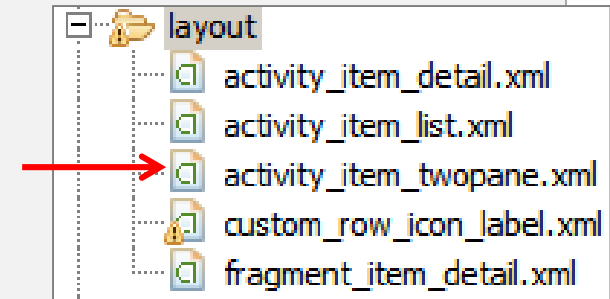 layout
activity_item_detail.xml
activity_item_list.xml
activity_item_twopane.xml
custom_row_icon_label.xml
fragment_item_detail.xml